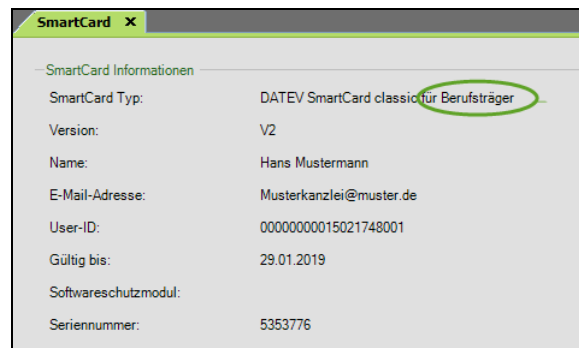 SmartCard X
SmartCard Informationen
SmartCard Typ: DATEV SmartCard classic für Berufsträger
Version: V2
Name: Hans Mustermann
E-Mail-Adresse: Musterkanzlei@muster.de
User-ID: 00000000015021748001
Gültig bis: 29.01.2019
Softwareschutzmodul:
Seriennummer: 5353776